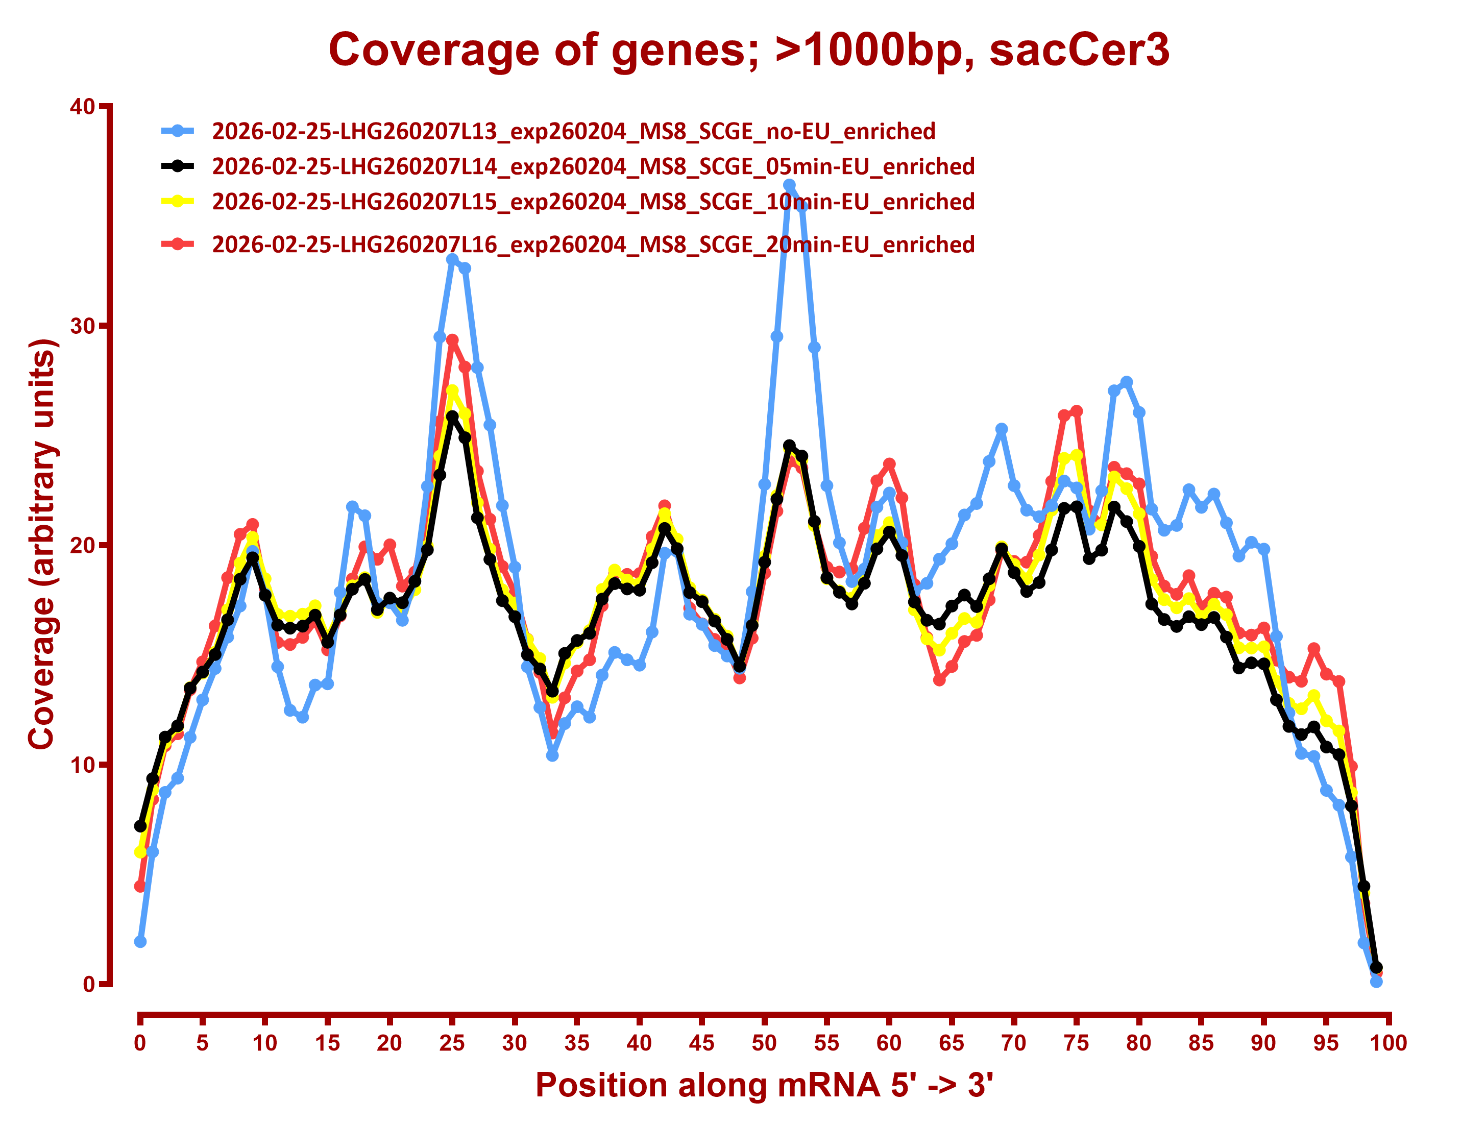 Coverage of genes; >1000bp, sacCer3
40
2026-02-25-LHG260207L13_exp260204_MS8_SCGE_no-EU_enriched
2026-02-25-LHG260207L14_exp260204_MS8_SCGE_05min-EU_enriched
2026-02-25-LHG260207L15_exp260204_MS8_SCGE_10min-EU_enriched
2026-02-25-LHG260207L16_exp260204_MS8_SCGE_20min-EU_enriched
30
Coverage (arbitrary units)
20
10
0
0 5 10 15 20 25 30 35 40 45 50 55 60 65 70 75 80 85 90 95 100
Position along mRNA 5' -> 3'